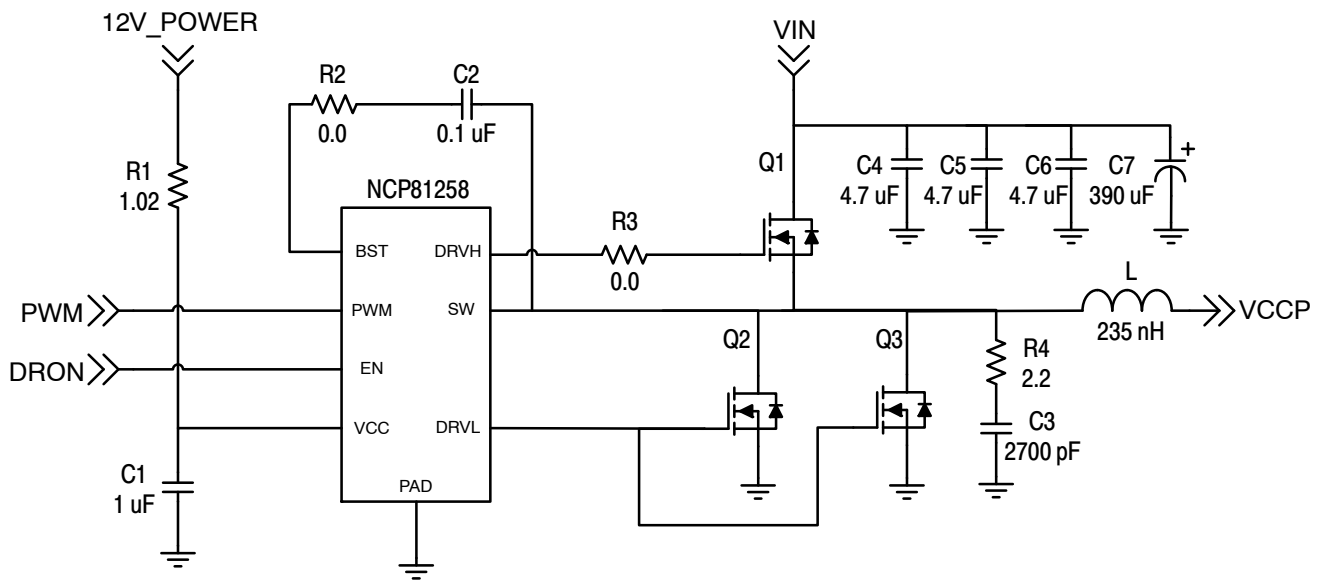 12V_POWER
VIN
R2
C2
0.0
0.1 uF
R1
1.02
NCP81258
Q1
C4
4.7 uF
C5
4.7 uF
C6
4.7 uF
C7
390 uF
+
R3
0.0
BST
DRVH
PWM
PWM
SW
L
235 nH
VCCP
DRON
EN
Q2
Q3
R4
2.2
VCC
DRVL
C3
2700 pF
C1
1 uF
PAD